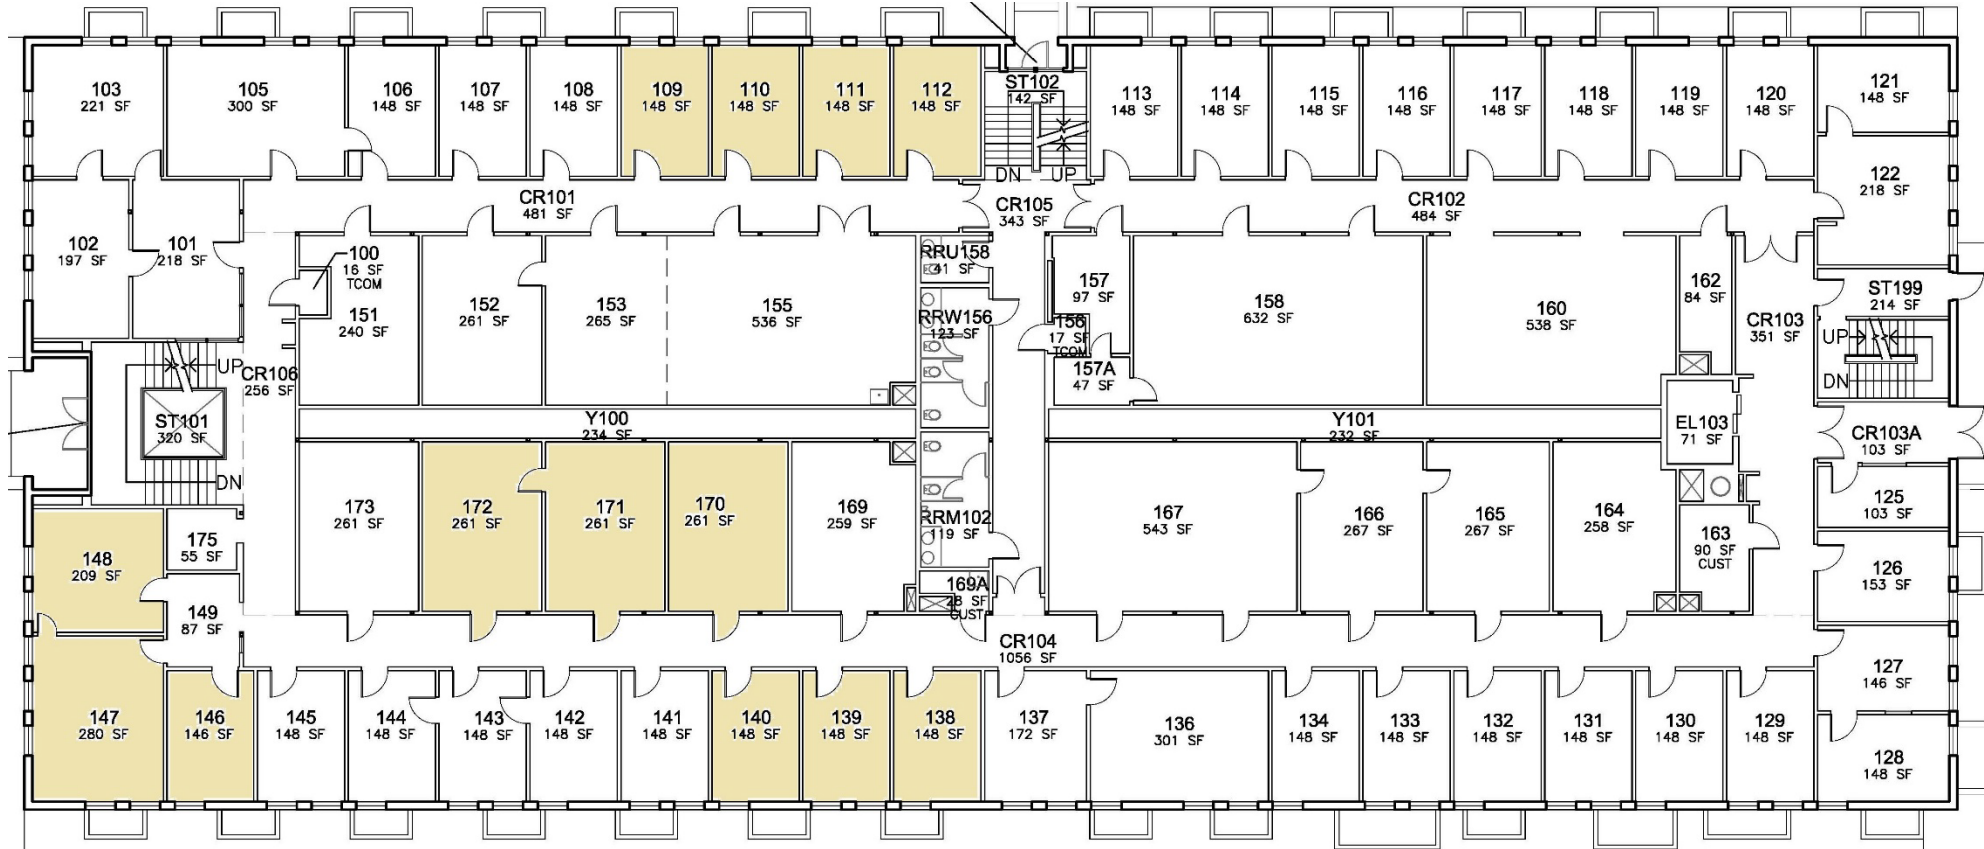 103
221 SF
105
300 SF
106
148 SF
107
148 SF
108
148 SF
109
148 SF
110
148 SF
111
148 SF
112
148 SF
ST102
142 SF
113
148 SF
114
148 SF
115
148 SF
116
148 SF
117
148 SF
118
148 SF
119
148 SF
120
148 SF
121
148 SF
DN
UP
122
218 SF
CR101
481 SF
CR105
343 SF
CR102
484 SF
102
197 SF
101
218 SF
100
16 SF
TCOM
151
240 SF
152
261 SF
153
265 SF
155
536 SF
RRU158
41 SF
RRW156
123 SF
157
97 SF
156
17 SF
TCOM
157A
47 SF
158
632 SF
160
538 SF
162
84 SF
CR103
351 SF
ST199
214 SF
UP
DN
UP
CR106
256 SF
ST101
320 SF
DN
Y100
234 SF
Y101
232 SF
EL103
71 SF
CR103A
103 SF
173
261 SF
172
261 SF
171
261 SF
170
261 SF
169
259 SF
RRM102
119 SF
169A
28 SF
CUST
167
543 SF
166
267 SF
165
267 SF
164
258 SF
163
90 SF
CUST
125
103 SF
126
153 SF
148
209 SF
175
55 SF
149
87 SF
CR104
1056 SF
127
146 SF
147
280 SF
146
146 SF
145
148 SF
144
148 SF
143
148 SF
142
148 SF
141
148 SF
140
148 SF
139
148 SF
138
148 SF
137
172 SF
136
301 SF
134
148 SF
133
148 SF
132
148 SF
131
148 SF
130
148 SF
129
148 SF
128
148 SF